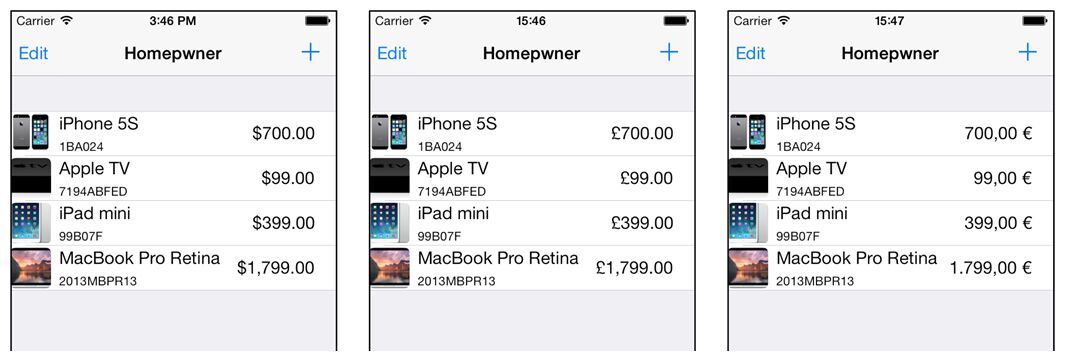 Carrier 3:46 PM
Edit Homepwner +
iPhone 5S $700.00
1BA024
Apple TV $99.00
7194ABFED
iPad mini $399.00
99B07F
MacBook Pro Retina $1,799.00
2013MBPR13
Carrier 15:46
Edit Homepwner +
iPhone 5S £700.00
1BA024
Apple TV £99.00
7194ABFED
iPad mini £399.00
99B07F
MacBook Pro Retina £1,799.00
2013MBPR13
Carrier 15:47
Edit Homepwner +
iPhone 5S 700,00 €
1BA024
Apple TV 99,00 €
7194ABFED
iPad mini 399,00 €
99B07F
MacBook Pro Retina 1.799,00 €
2013MBPR13